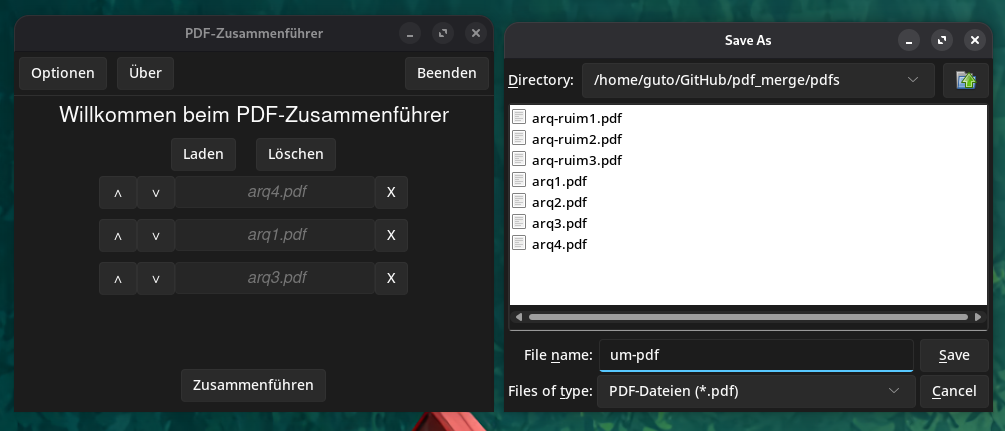 PDF-Zusammenführer
Optionen Über Beenden
Willkommen beim PDF-Zusammenführer
Laden Löschen
^ v arq4.pdf X
^ v arq1.pdf X
^ v arq3.pdf X
Zusammenführen
Save As
Directory: /home/guto/GitHub/pdf_merge/pdfs
arq-ruim1.pdf
arq-ruim2.pdf
arq-ruim3.pdf
arq1.pdf
arq2.pdf
arq3.pdf
arq4.pdf
File name: um-pdf Save
Files of type: PDF-Dateien (*.pdf) Cancel